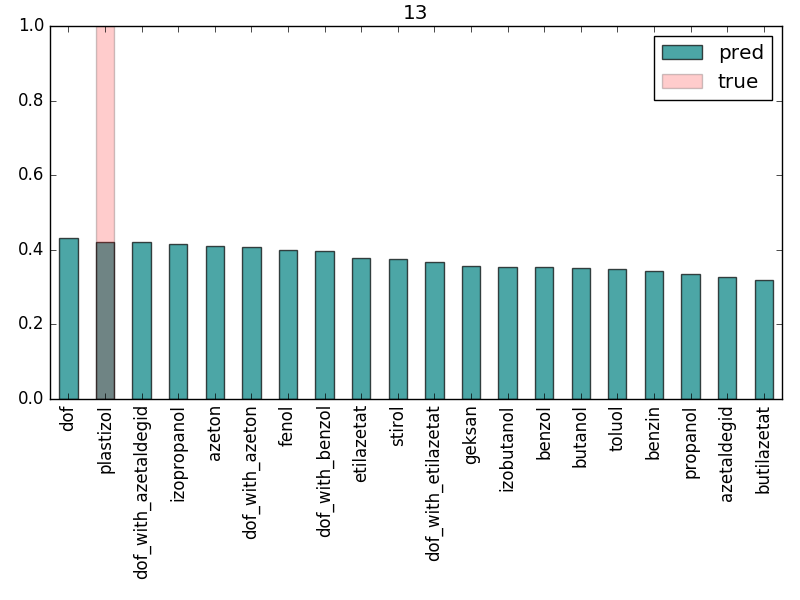 13
1.0
0.8
0.6
0.4
0.2
0.0
pred
true
dof
plastizol
dof_with_azetaldegid
izopropanol
azeton
dof_with_azeton
fenol
dof_with_benzol
etilazetat
stirol
dof_with_etilazetat
geksan
izobutanol
benzol
butanol
toluol
benzin
propanol
azetaldegid
butilazetat